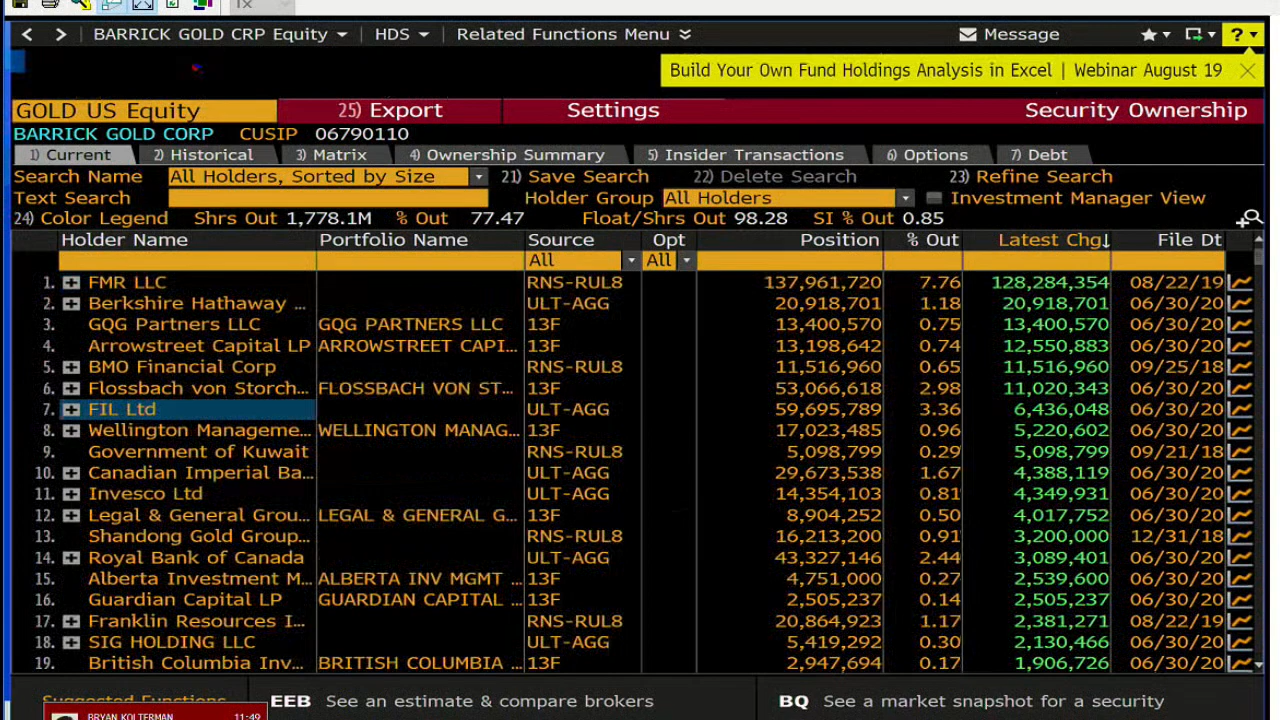 1x
BARRICK GOLD CRP Equity HDS Related Functions Menu Message ?
Build Your Own Fund Holdings Analysis in Excel | Webinar August 19
GOLD US Equity 25) Export Settings Security Ownership
BARRICK GOLD CORP CUSIP 06790110
1) Current 2) Historical 3) Matrix 4) Ownership Summary 5) Insider Transactions 6) Options 7) Debt
Search Name All Holders, Sorted by Size 21) Save Search 22) Delete Search 23) Refine Search
Text Search Holder Group All Holders Investment Manager View
24) Color Legend Shrs Out 1,778.1M % Out 77.47 Float/Shrs Out 98.28 SI % Out 0.85
Holder Name Portfolio Name Source Opt Position % Out Latest Chg↓ File Dt
All All
1. FMR LLC RNS-RUL8 137,961,720 7.76 128,284,354 08/22/19
2. Berkshire Hathaway ... ULT-AGG 20,918,701 1.18 20,918,701 06/30/20
3. GQG Partners LLC GQG PARTNERS LLC 13F 13,400,570 0.75 13,400,570 06/30/20
4. Arrowstreet Capital LP ARROWSTREET CAPI... 13F 13,198,642 0.74 12,550,883 06/30/20
5. BMO Financial Corp RNS-RUL8 11,516,960 0.65 11,516,960 09/25/18
6. Flossbach von Storch... FLOSSBACH VON ST... 13F 53,066,618 2.98 11,020,343 06/30/20
7. FIL Ltd ULT-AGG 59,695,789 3.36 6,436,048 06/30/20
8. Wellington Manageme... WELLINGTON MANAG... 13F 17,023,485 0.96 5,220,602 06/30/20
9. Government of Kuwait RNS-RUL8 5,098,799 0.29 5,098,799 09/21/18
10. Canadian Imperial Ba... ULT-AGG 29,673,538 1.67 4,388,119 06/30/20
11. Invesco Ltd ULT-AGG 14,354,103 0.81 4,349,931 06/30/20
12. Legal & General Grou... LEGAL & GENERAL G... 13F 8,904,252 0.50 4,017,752 06/30/20
13. Shandong Gold Group... RNS-RUL8 16,213,200 0.91 3,200,000 12/31/18
14. Royal Bank of Canada ULT-AGG 43,327,146 2.44 3,089,401 06/30/20
15. Alberta Investment M... ALBERTA INV MGMT ... 13F 4,751,000 0.27 2,539,600 06/30/20
16. Guardian Capital LP GUARDIAN CAPITAL ... 13F 2,505,237 0.14 2,505,237 06/30/20
17. Franklin Resources I... RNS-RUL8 20,864,923 1.17 2,381,271 08/22/19
18. SIG HOLDING LLC ULT-AGG 5,419,292 0.30 2,130,466 06/30/20
19. British Columbia Inv... BRITISH COLUMBIA ... 13F 2,947,694 0.17 1,906,726 06/30/20
Suggested Functions EEB See an estimate & compare brokers BQ See a market snapshot for a security
BRYAN KOLTERMAN 11:49